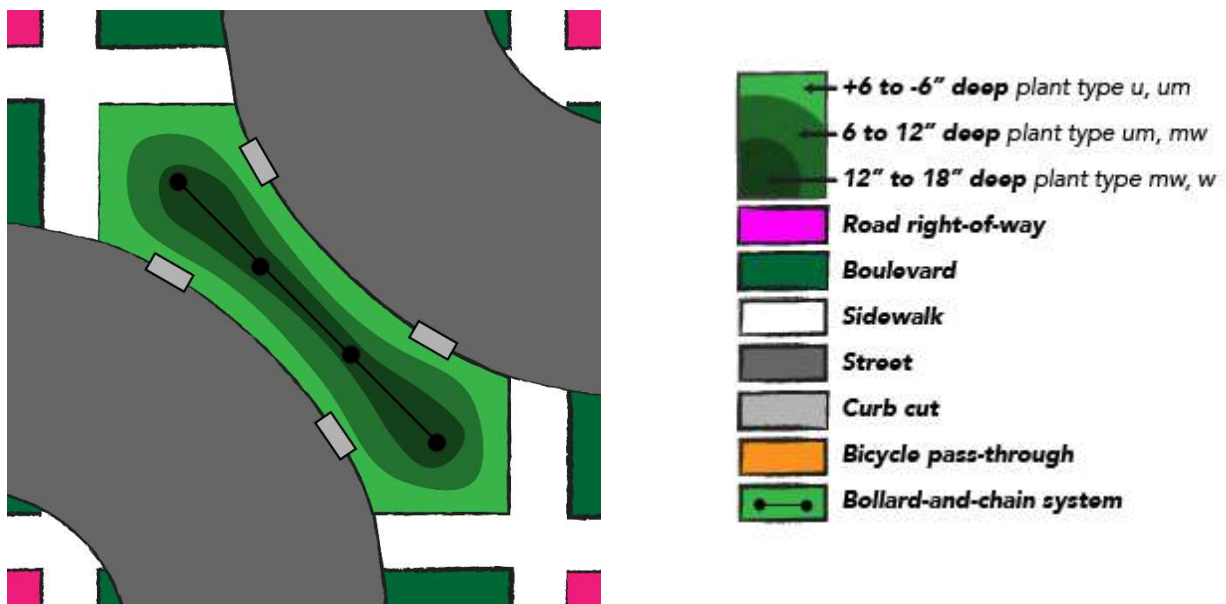 +6 to -6” deep plant type u, um
6 to 12” deep plant type um, mw
12” to 18” deep plant type mw, w
Road right-of-way
Boulevard
Sidewalk
Street
Curb cut
Bicycle pass-through
Bollard-and-chain system